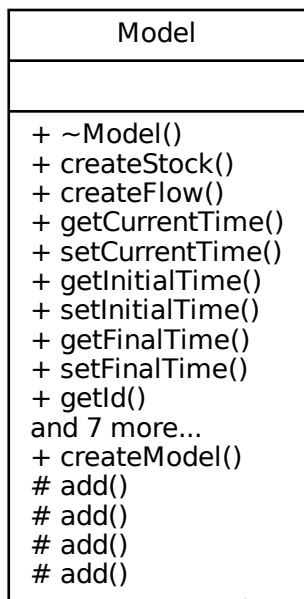 Model
+ ~Model()
+ createStock()
+ createFlow()
+ getCurrentTime()
+ setCurrentTime()
+ getInitialTime()
+ setInitialTime()
+ getFinalTime()
+ setFinalTime()
+ getId()
and 7 more...
+ createModel()
# add()
# add()
# add()
# add()